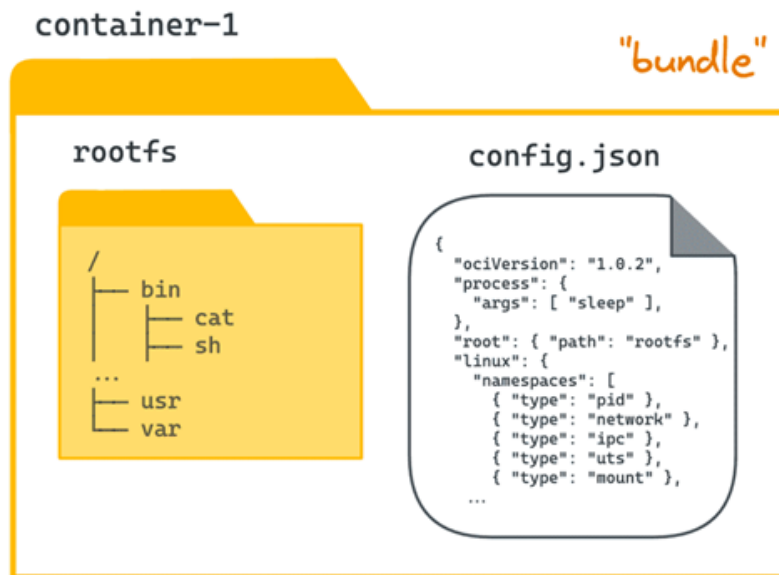 container-1
"bundle"
rootfs
/
├── bin
│   ├── cat
│   ├── sh
...
├── usr
└── var
config.json
{
  "ociVersion": "1.0.2",
  "process": {
    "args": [ "sleep" ],
  },
  "root": { "path": "rootfs" },
  "linux": {
    "namespaces": [
      { "type": "pid" },
      { "type": "network" },
      { "type": "ipc" },
      { "type": "uts" },
      { "type": "mount" },
    ...